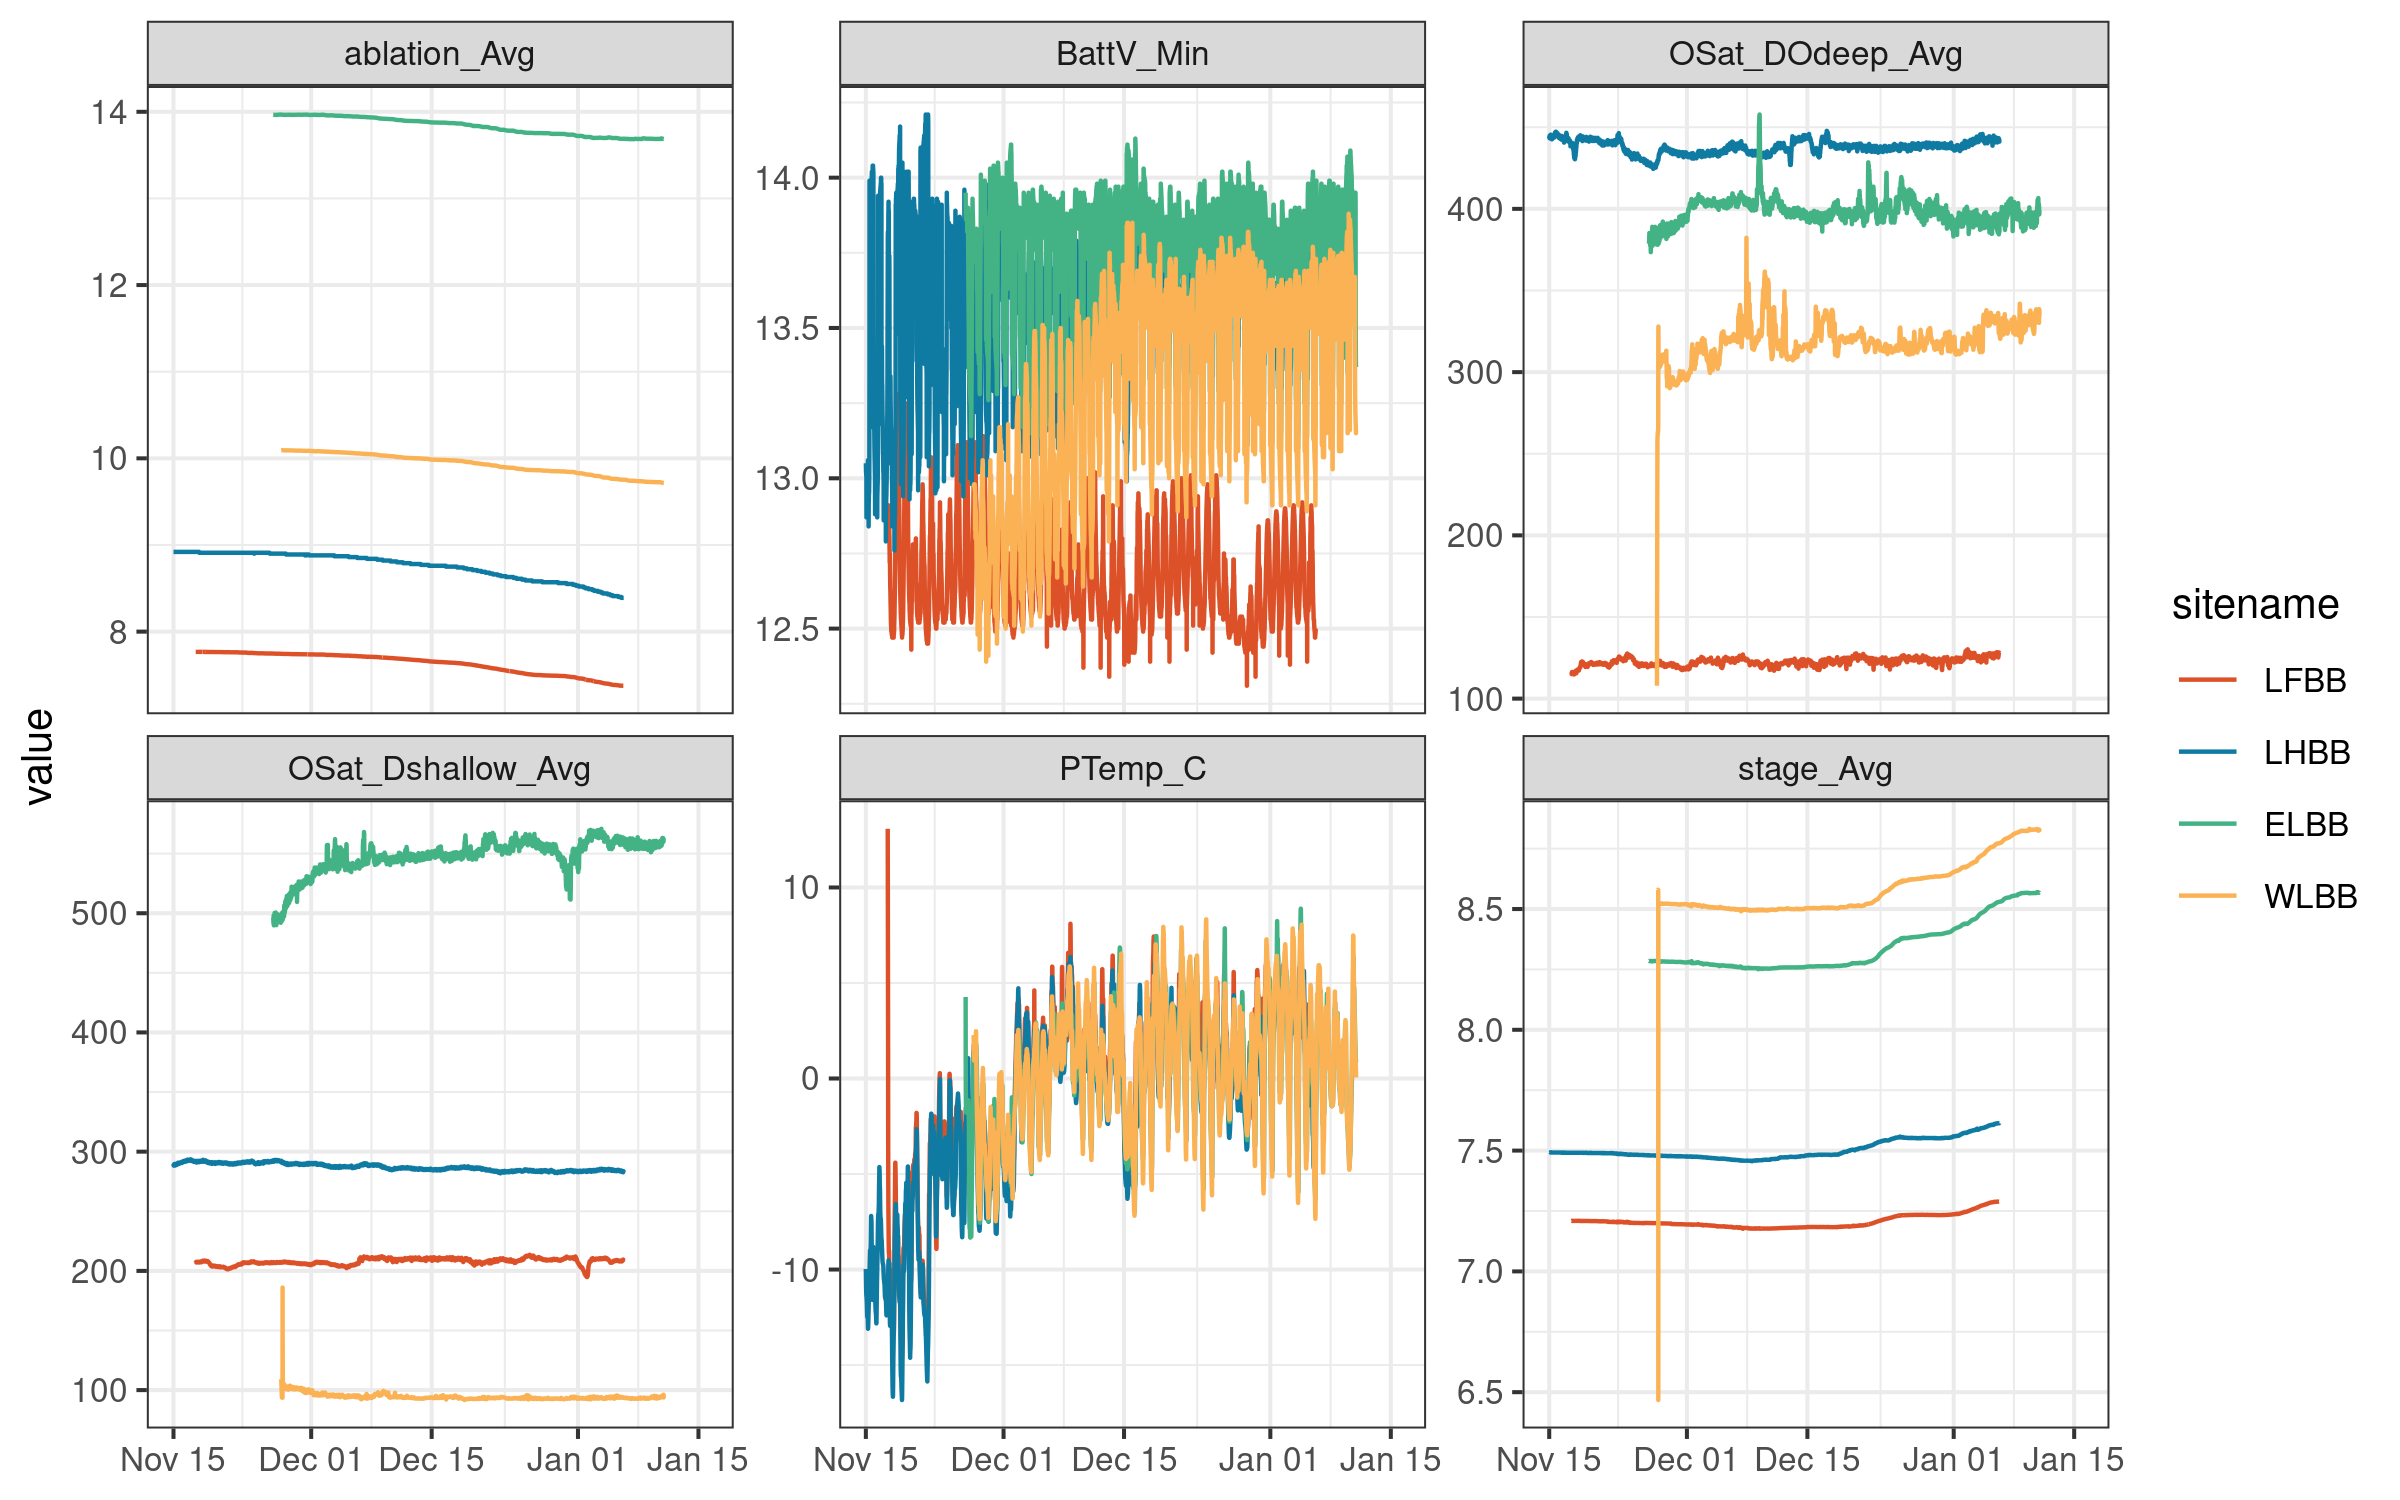 ablation_Avg
BattV_Min
OSat_DOdeep_Avg
14
12
10
8
14.0
13.5
13.0
12.5
400
300
200
100
value
OSat_Dshallow_Avg
PTemp_C
stage_Avg
500
400
300
200
100
10
0
-10
8.5
8.0
7.5
7.0
6.5
Nov 15 Dec 01 Dec 15 Jan 01 Jan 15
Nov 15 Dec 01 Dec 15 Jan 01 Jan 15
Nov 15 Dec 01 Dec 15 Jan 01 Jan 15
sitename
LFBB
LHBB
ELBB
WLBB